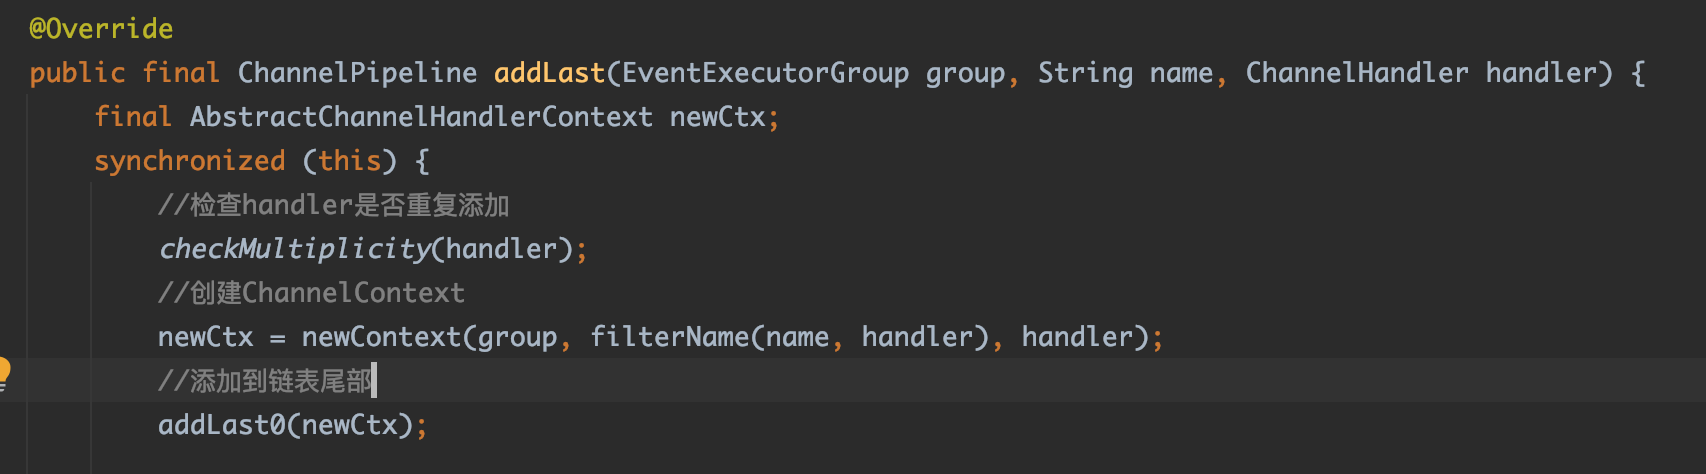 @Override
public final ChannelPipeline addLast(EventExecutorGroup group, String name, ChannelHandler handler) {
final AbstractChannelHandlerContext newCtx;
synchronized (this) {
//检查handler是否重复添加
checkMultiplicity(handler);
//创建ChannelContext
newCtx = newContext(group, filterName(name, handler), handler);
//添加到链表尾部
addLast0(newCtx);